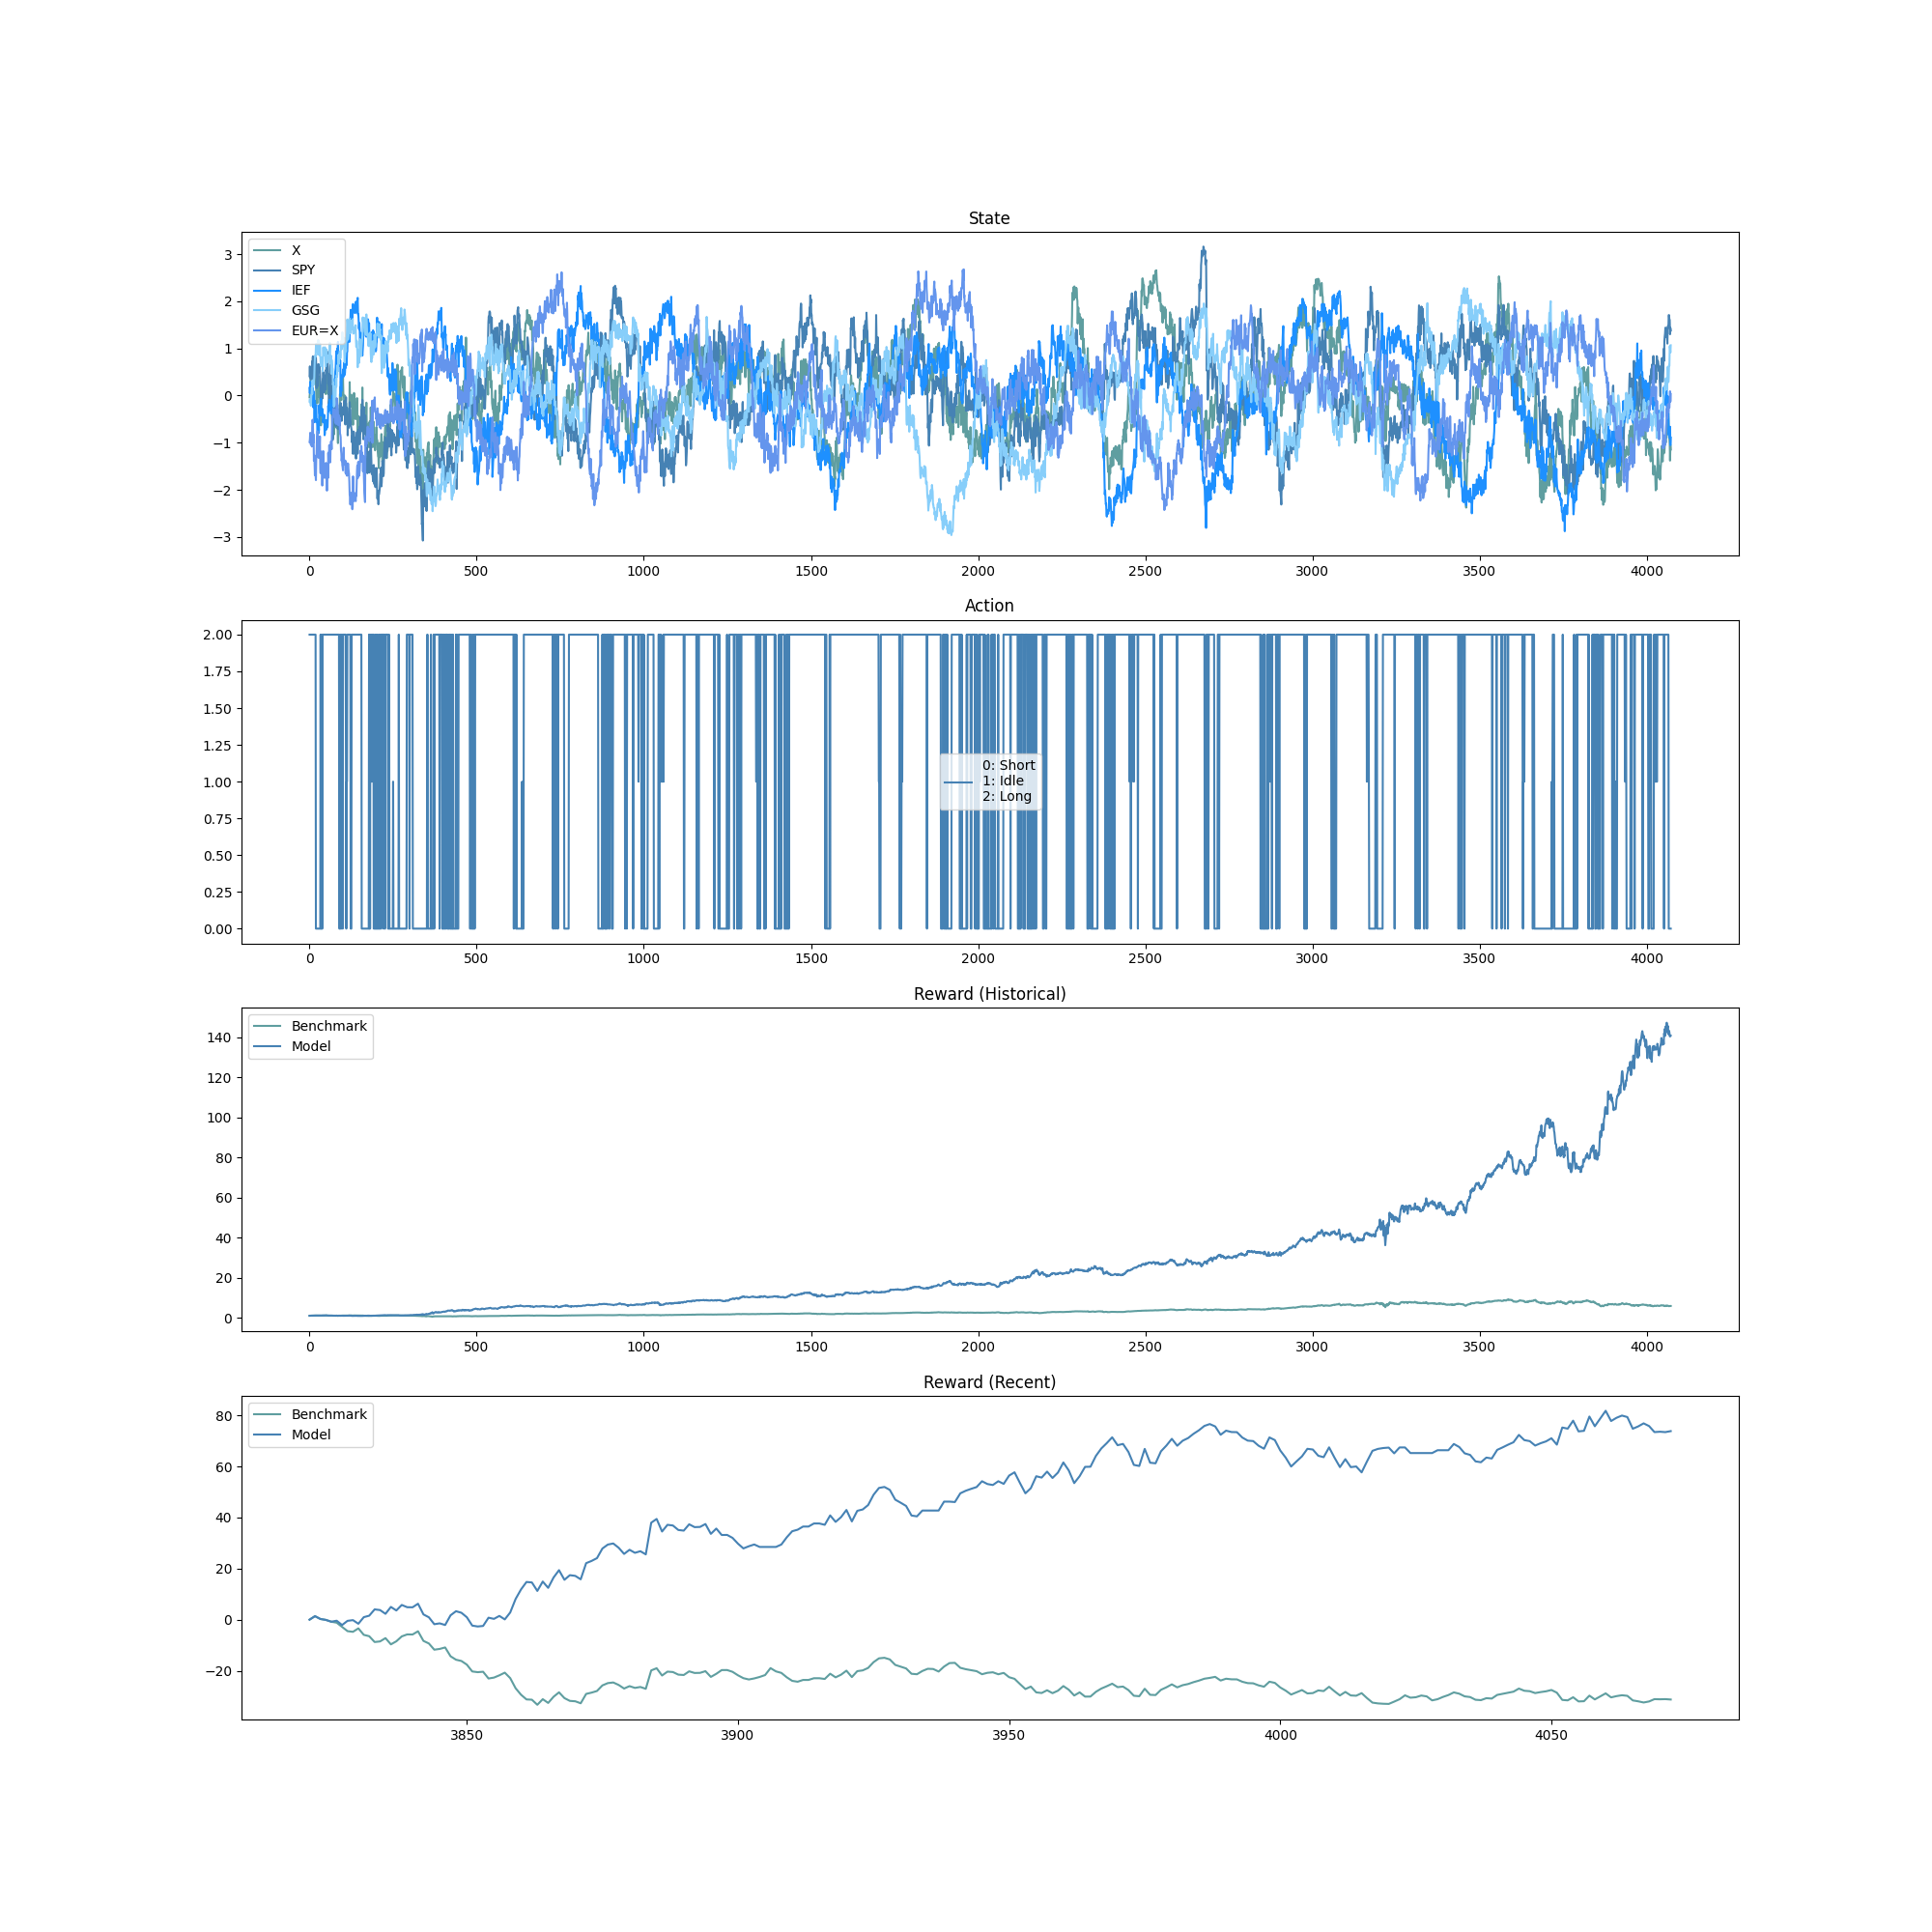 State
X
SPY
IEF
GSG
EUR=X
3
2
1
0
−1
−2
−3
0 500 1000 1500 2000 2500 3000 3500 4000
Action
2.00
1.75
1.50
1.25
1.00
0.75
0.50
0.25
0.00
0: Short
1: Idle
2: Long
0 500 1000 1500 2000 2500 3000 3500 4000
Reward (Historical)
Benchmark
Model
140
120
100
80
60
40
20
0
0 500 1000 1500 2000 2500 3000 3500 4000
Reward (Recent)
Benchmark
Model
80
60
40
20
0
−20
3850 3900 3950 4000 4050